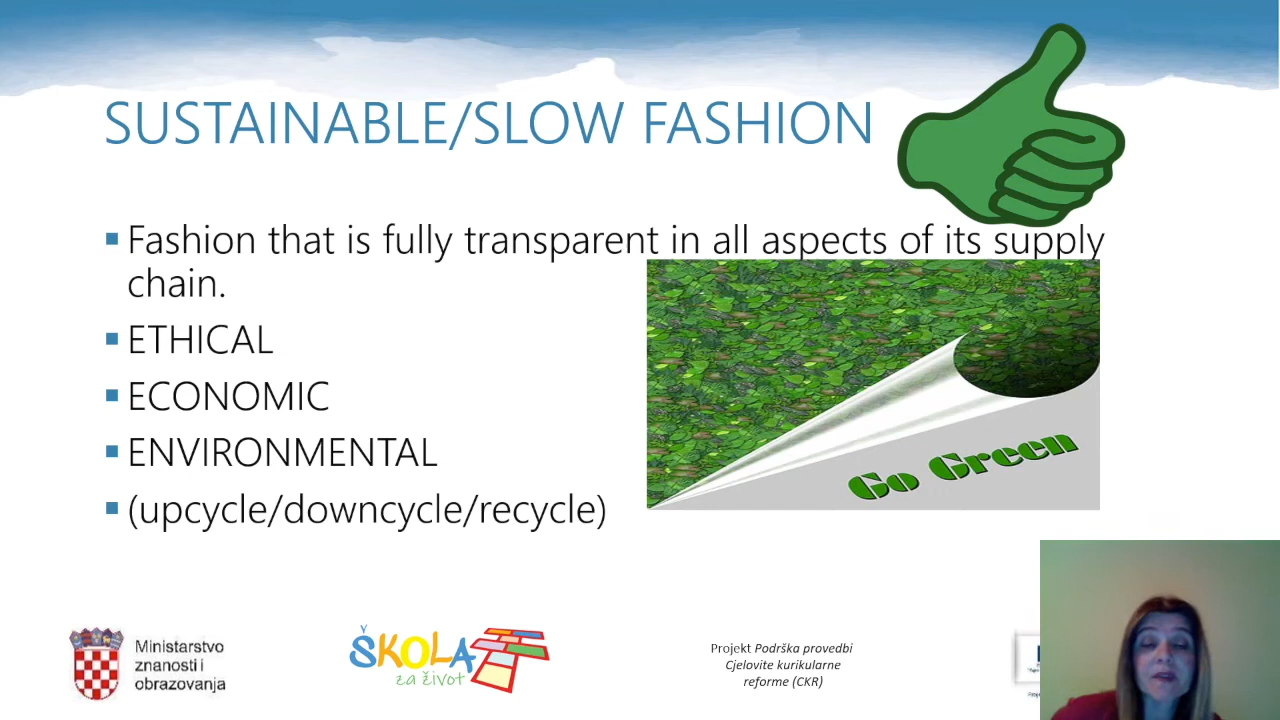 SUSTAINABLE/SLOW FASHION
Fashion that is fully transparent in all aspects of its supply
chain.
ETHICAL
ECONOMIC
ENVIRONMENTAL
(upcycle/downcycle/recycle)
Go Green
Ministarstvo
znanosti i
obrazovanja
ŠKOLA
za život
Projekt Podrška provedbi
Cjelovite kurikularne
reforme (CKR)